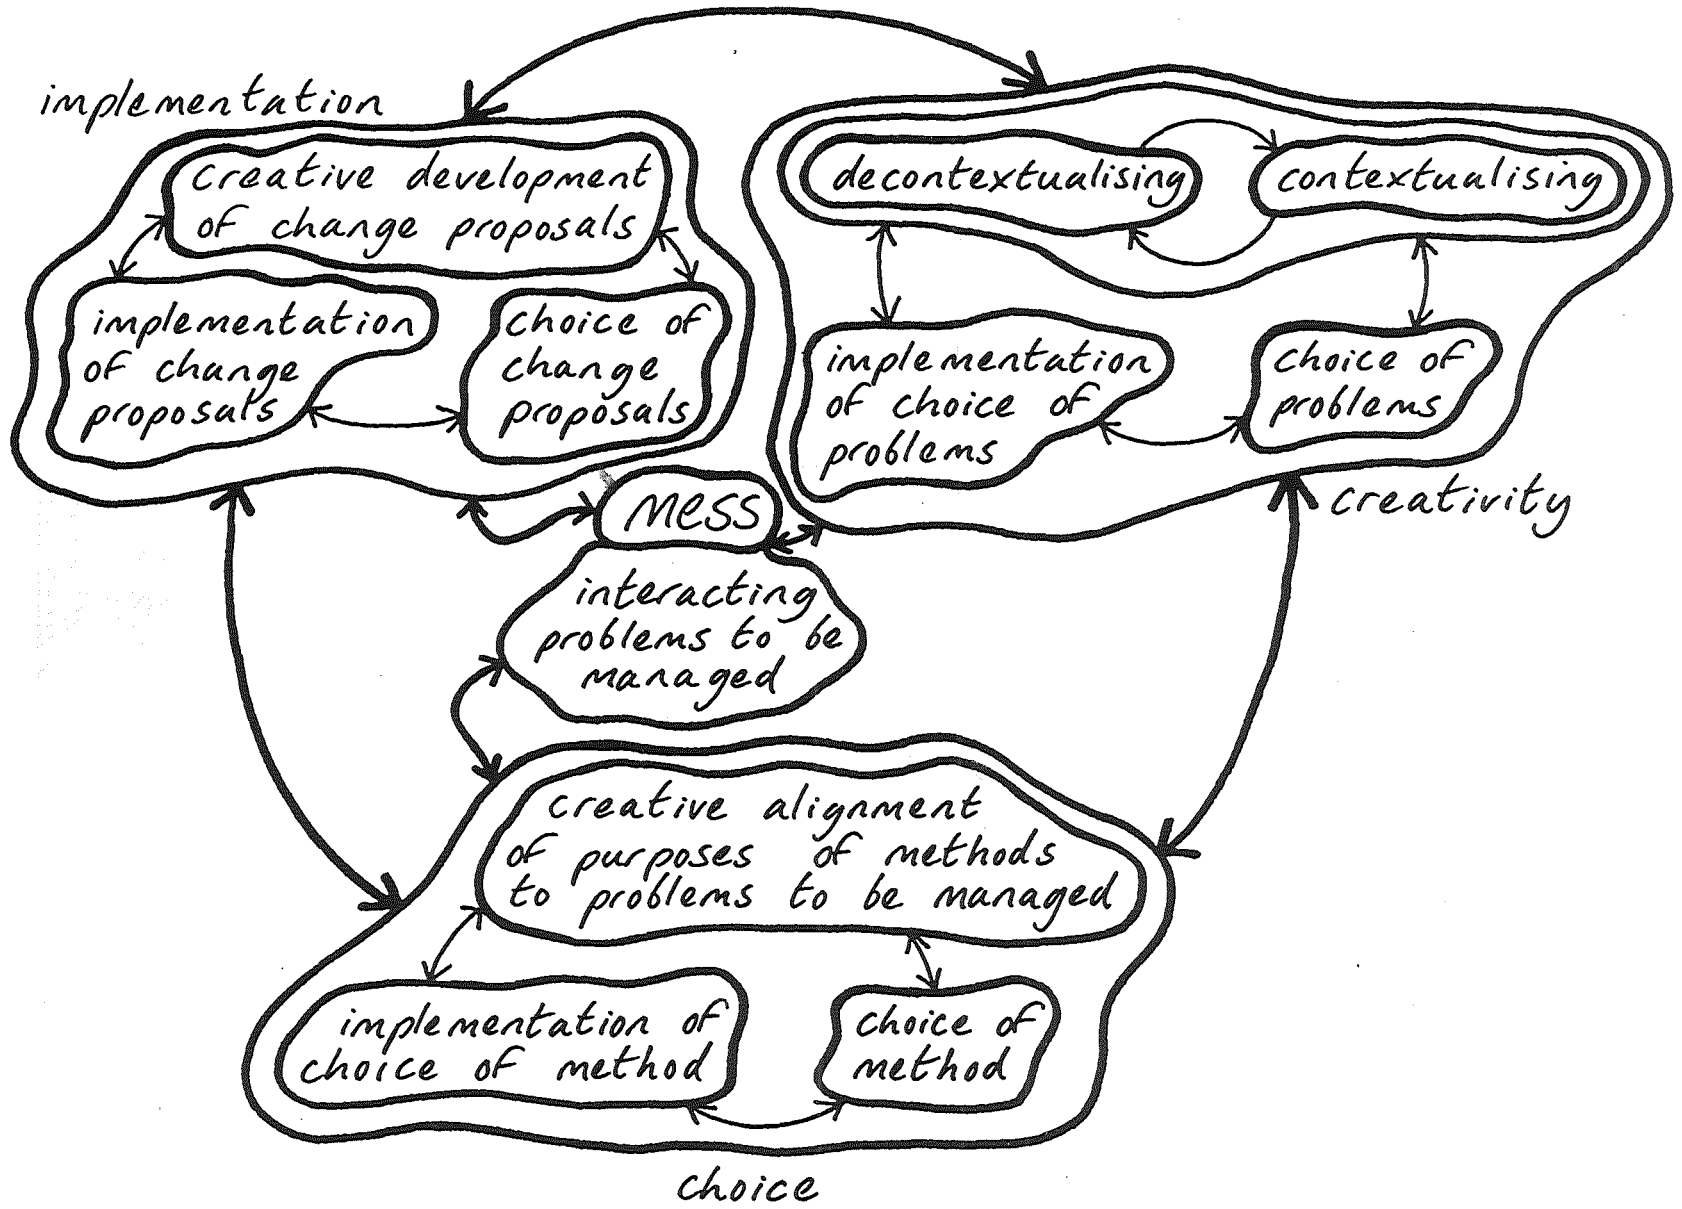 implementation
creative development
of change proposals
implementation
of change
proposals
choice of
change
proposals
decontextualising
contextualising
implementation
of choice of
problems
choice of
problems
creativity
mess
interacting
problems to be
managed
creative alignment
of purposes of methods
to problems to be managed
implementation of
choice of method
choice of
method
choice